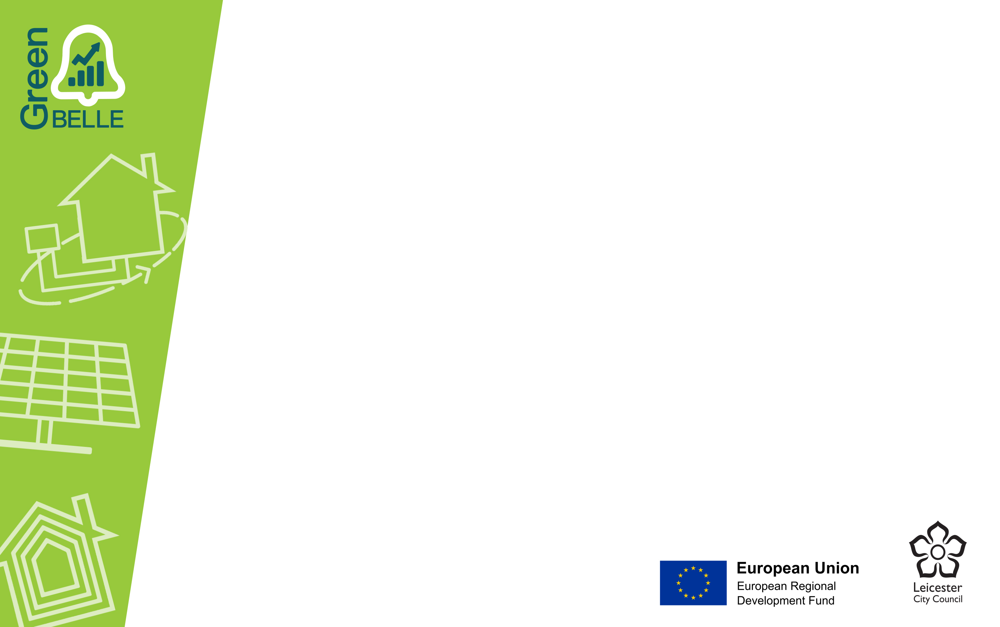 Green
BELLE
European Union
European Regional
Development Fund
Leicester
City Council